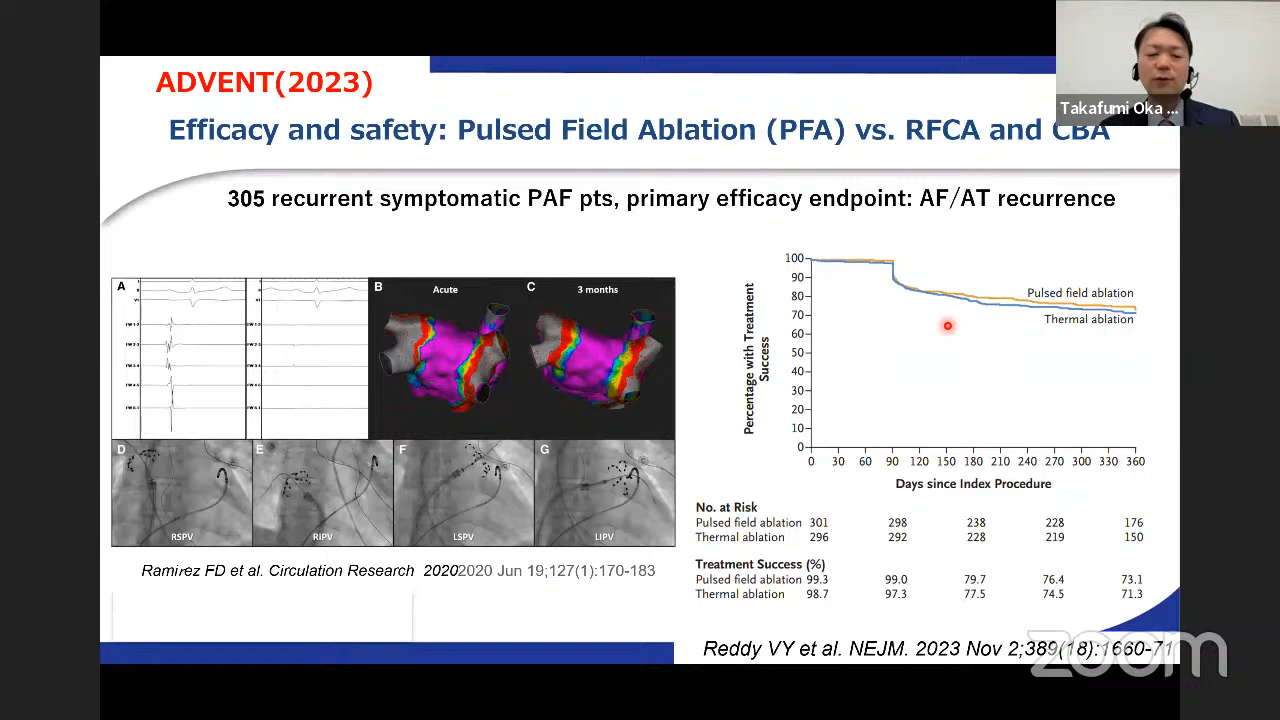 ADVENT(2023)
Efficacy and safety: Pulsed Field Ablation (PFA) vs. RFCA and CBA
Takafumi Oka ...
305 recurrent symptomatic PAF pts, primary efficacy endpoint: AF/AT recurrence
A
B
Acute
C
3 months
D
RSPV
E
RIPV
F
LSPV
G
LIPV
Ramirez FD et al. Circulation Research 20202020 Jun 19;127(1):170-183
Percentage with Treatment
Success
100
90
80
70
60
50
40
30
20
10
0
Pulsed field ablation
Thermal ablation
0 30 60 90 120 150 180 210 240 270 300 330 360
Days since Index Procedure
No. at Risk
Pulsed field ablation 301 298 238 228 176
Thermal ablation 296 292 228 219 150
Treatment Success (%)
Pulsed field ablation 99.3 99.0 79.7 76.4 73.1
Thermal ablation 98.7 97.3 77.5 74.5 71.3
Reddy VY et al. NEJM. 2023 Nov 2;389(18):1660-71
zoom